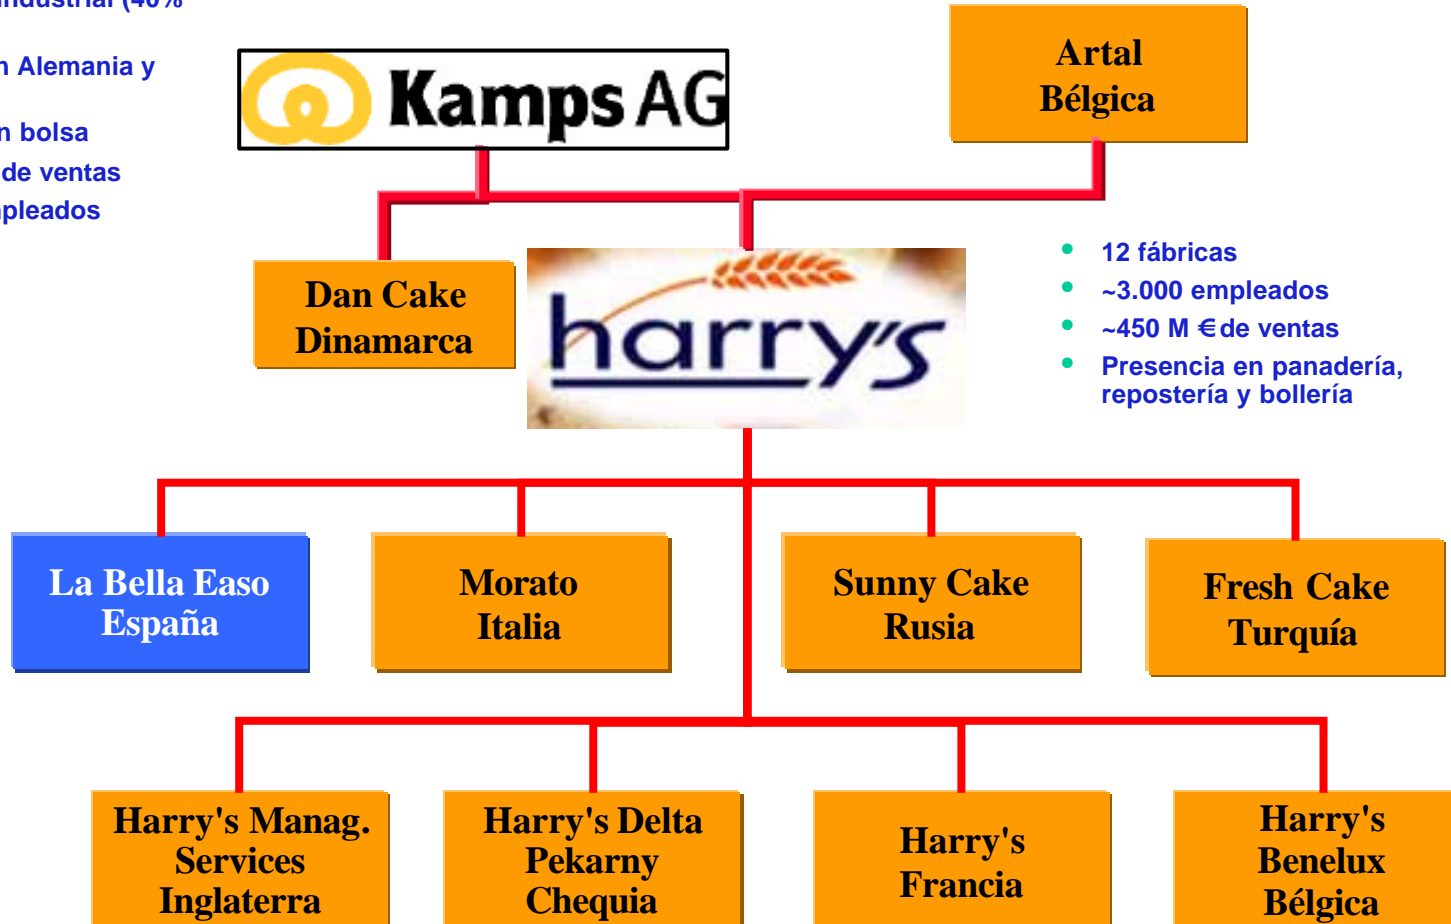 industrial (40%
n Alemania y
n bolsa
de ventas
pleados
Kamps AG
Artal
Bélgica
Dan Cake
Dinamarca
harry's
• 12 fábricas
• ~3.000 empleados
• ~450 M € de ventas
• Presencia en panadería,
repostería y bollería
La Bella Easo
España
Morato
Italia
Sunny Cake
Rusia
Fresh Cake
Turquía
Harry's Manag.
Services
Inglaterra
Harry's Delta
Pekarny
Chequia
Harry's
Francia
Harry's
Benelux
Bélgica